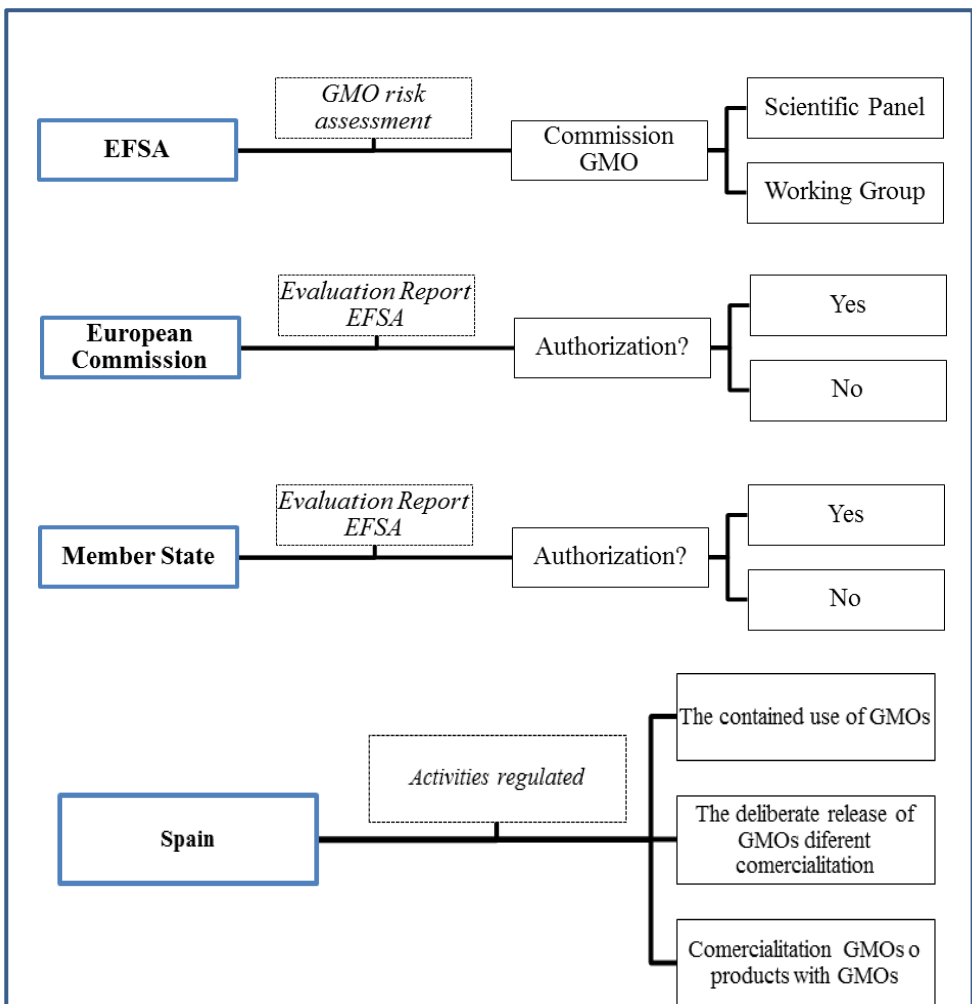 GMO risk
assessment
EFSA
Commission
GMO
Scientific Panel
Working Group
Evaluation Report
EFSA
European
Commission
Authorization?
Yes
No
Evaluation Report
EFSA
Member State
Authorization?
Yes
No
Activities regulated
Spain
The contained use of GMOs
The deliberate release of
GMOs diferent
comercialitation
Comercialitation GMOs o
products with GMOs